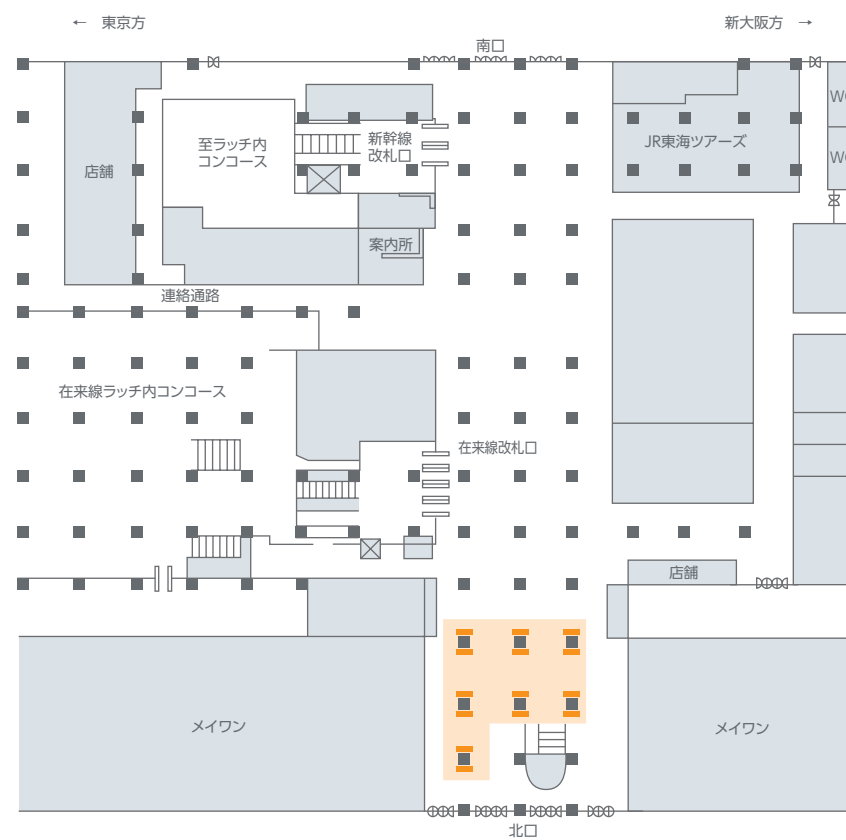 ← 東京方
新大阪方 →
南口
至ラッチ内
コンコース
新幹線
改札口
JR東海ツアーズ
店舗
案内所
連絡通路
在来線ラッチ内コンコース
在来線改札口
店舗
メイワン
メイワン
北口